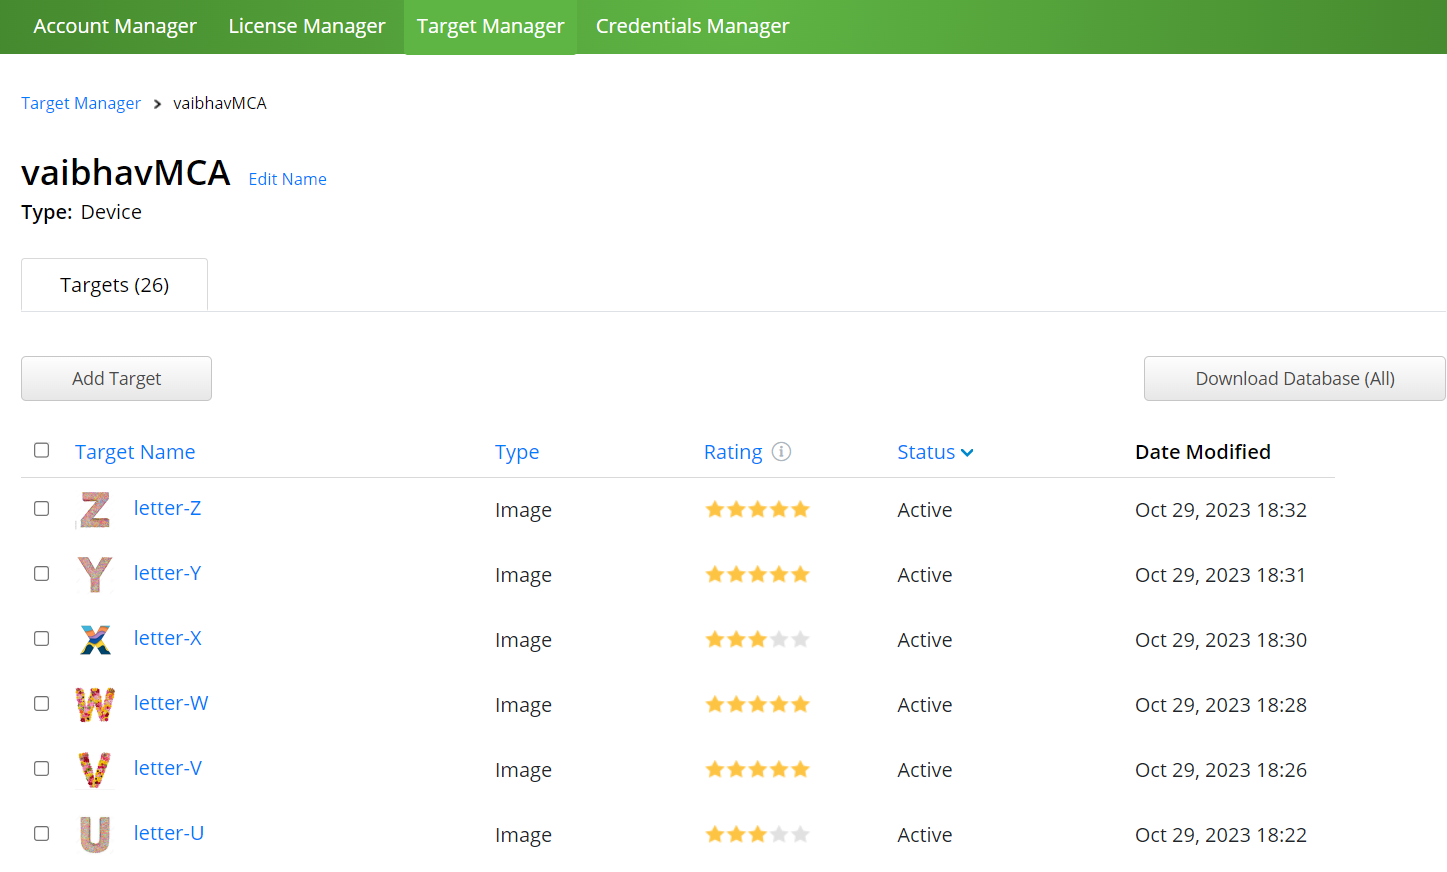 Account Manager License Manager Target Manager Credentials Manager
Target Manager > vaibhavMCA
vaibhavMCA Edit Name
Type: Device
Targets (26)
Add Target Download Database (All)
Target Name Type Rating Status Date Modified
Z letter-Z Image Active Oct 29, 2023 18:32
Y letter-Y Image Active Oct 29, 2023 18:31
X letter-X Image Active Oct 29, 2023 18:30
W letter-W Image Active Oct 29, 2023 18:28
V letter-V Image Active Oct 29, 2023 18:26
U letter-U Image Active Oct 29, 2023 18:22